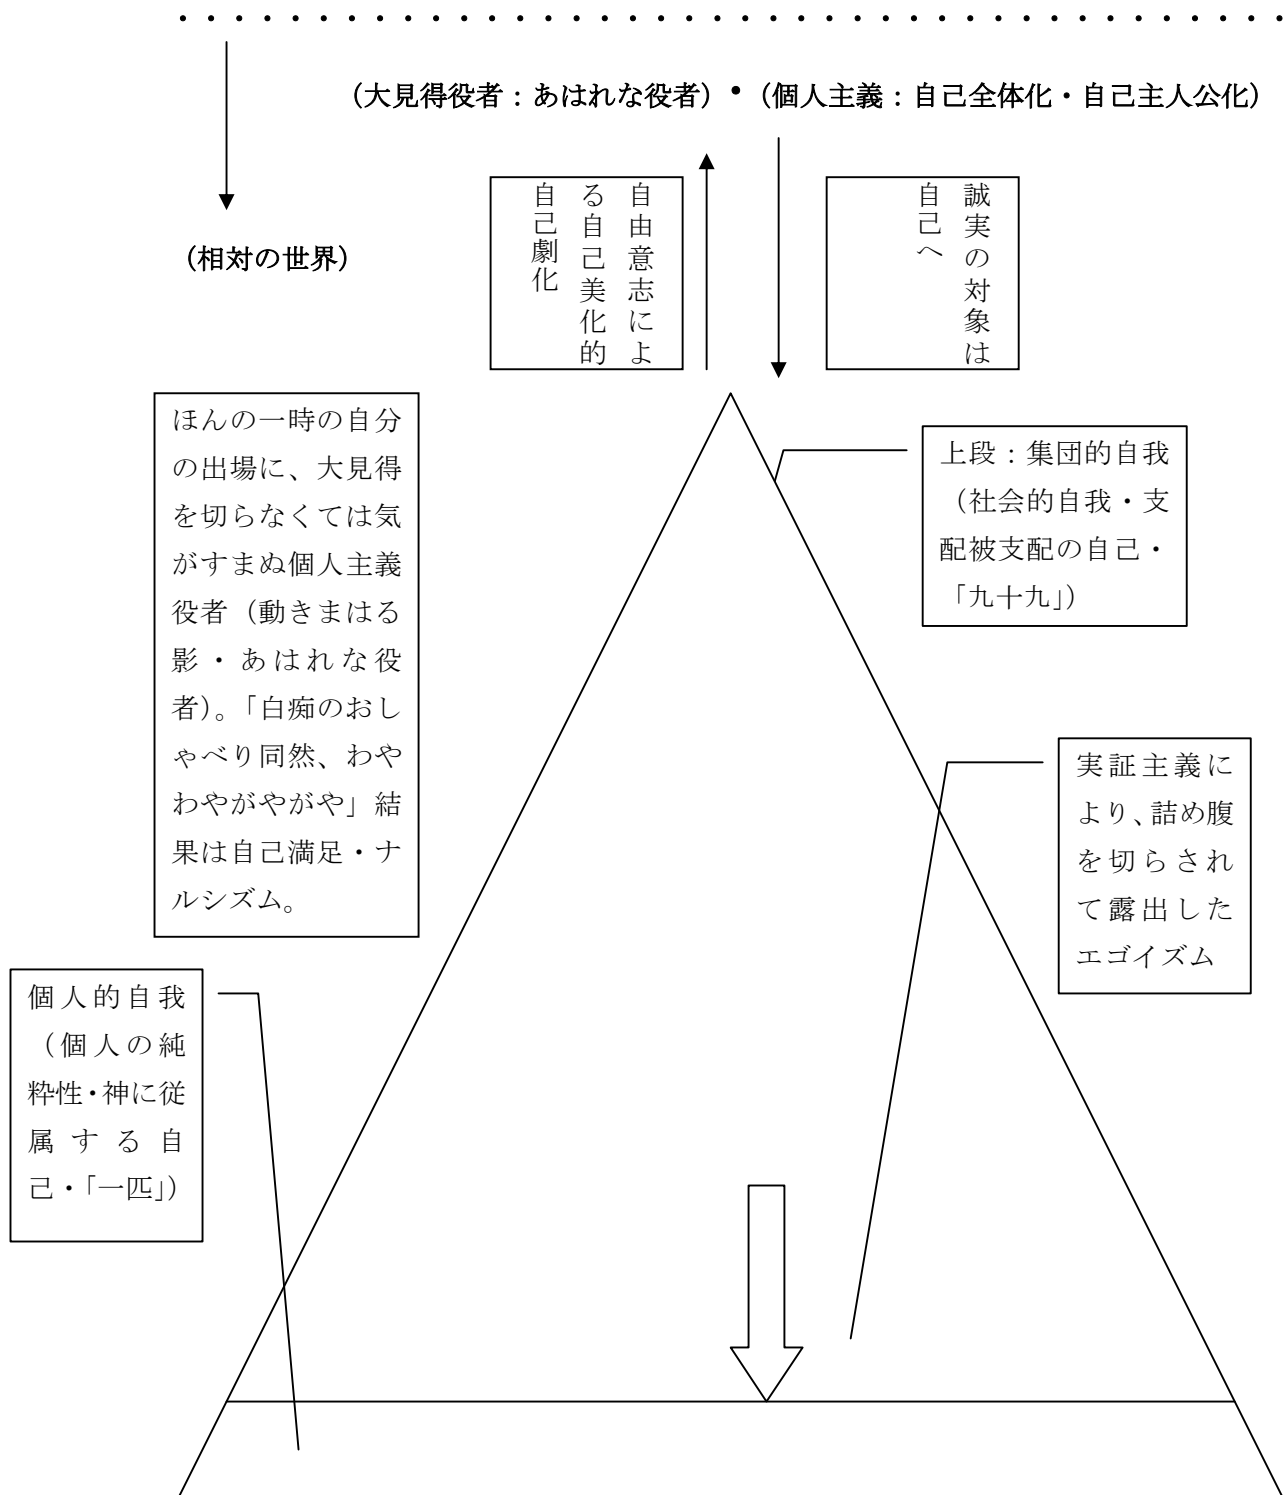 （大見得役者：あはれな役者）・（個人主義：自己全体化・自己主人公化）
（相対の世界）
自由意志によ
る自己美化的
自己劇化
誠実の対象は
自己へ
ほんの一時の自分
の出場に、大見得
を切らなくては気
がすまぬ個人主義
役者（動きまはる
影・あはれな役
者）。「白痴のおし
ゃべり同然、わや
わやがやがや」結
果は自己満足・ナ
ルシズム。
上段：集団的自我
（社会的自我・支
配被支配の自己・
「九十九」）
実証主義に
より、詰め腹
を切らされ
て露出した
エゴイズム
個人的自我
（個人の純
粋性・神に従
属する自
己・「一匹」）